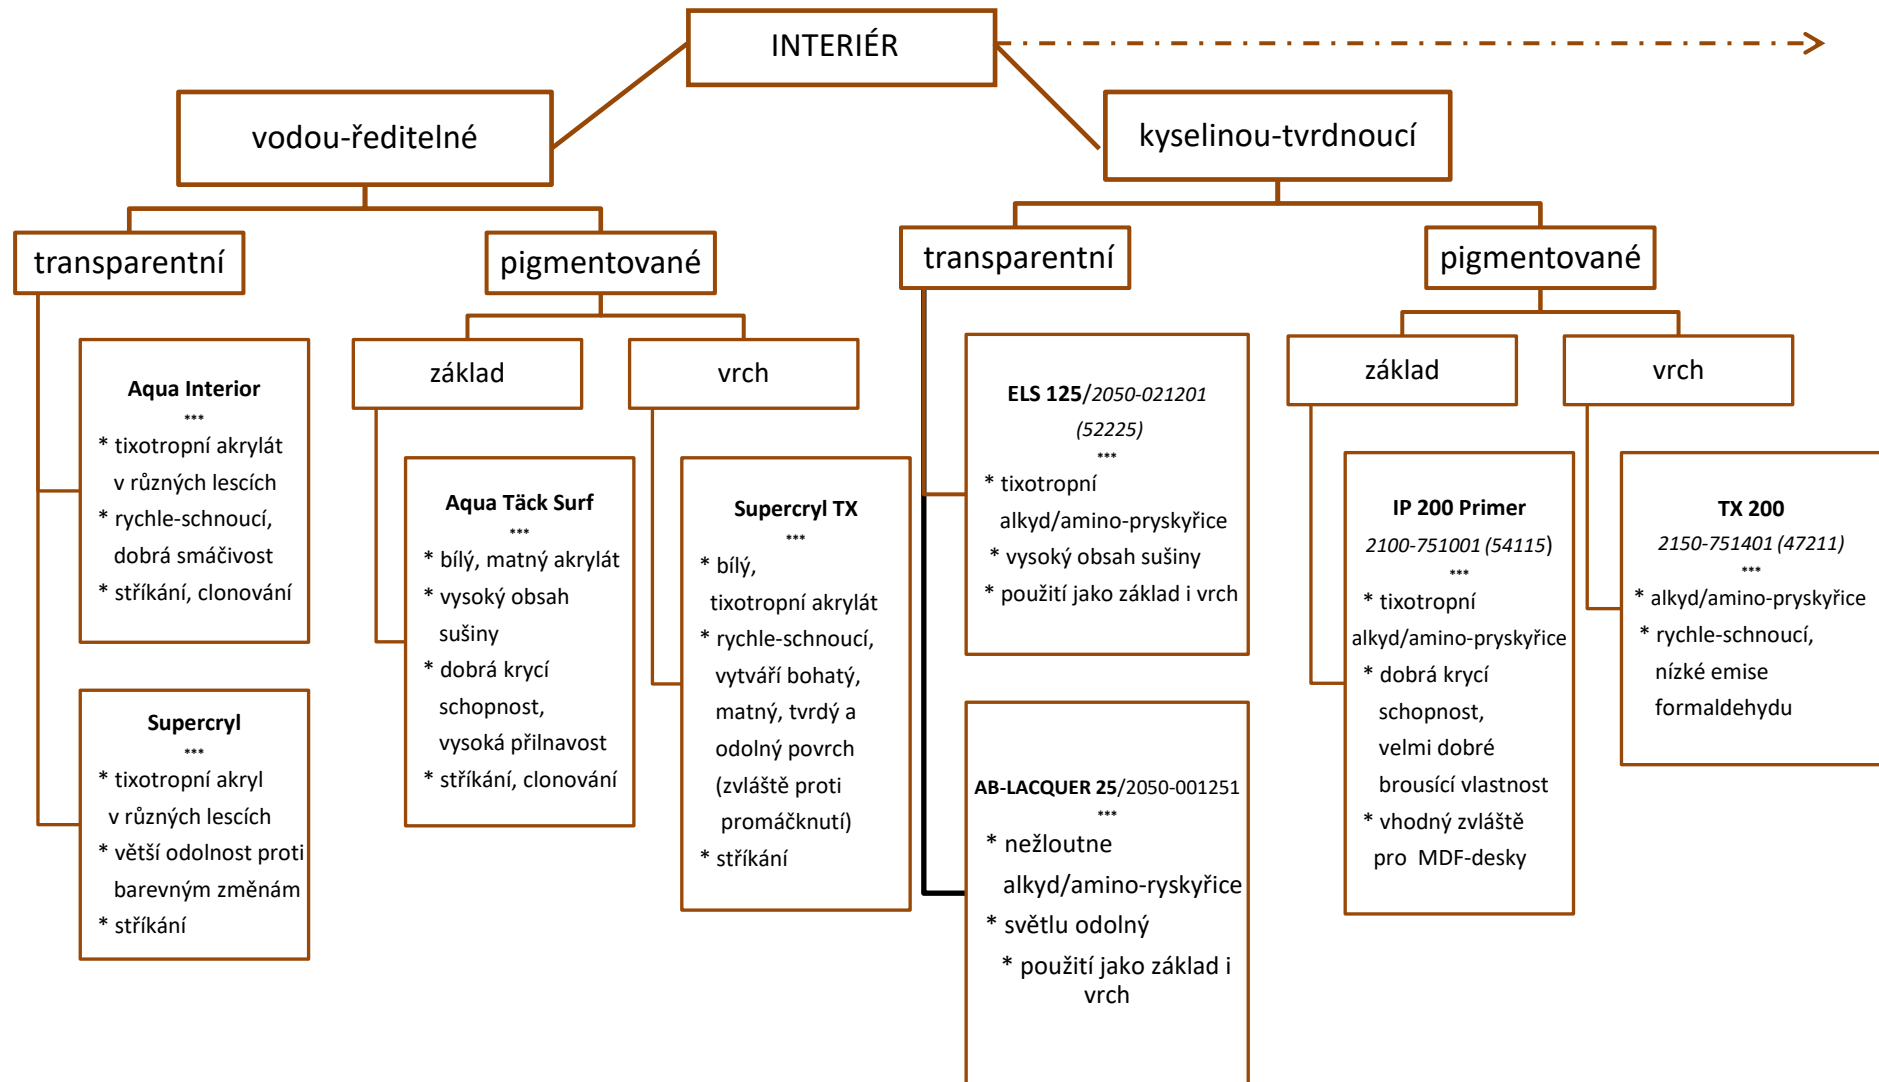 INTERIÉR
vodou-ředitelné
kyselinou-tvrdnoucí
transparentní
pigmentované
transparentní
pigmentované
Aqua Interior
***
* tixotropní akrylát
v různých lescích
* rychle-schnoucí,
dobrá smáčivost
* stříkání, clonování
Supercryl
***
* tixotropní akryl
v různých lescích
* větší odolnost proti
barevným změnám
* stříkání
základ
vrch
Aqua Täck Surf
***
* bílý, matný akrylát
* vysoký obsah
sušiny
* dobrá krycí
schopnost,
vysoká přilnavost
* stříkání, clonování
Supercryl TX
***
* bílý,
tixotropní akrylát
* rychle-schnoucí,
vytváří bohatý,
matný, tvrdý a
odolný povrch
(zvláště proti
promáčknutí)
* stříkání
ELS 125/2050-021201
(52225)
***
* tixotropní
alkyd/amino-pryskyřice
* vysoký obsah sušiny
* použití jako základ i vrch
AB-LACQUER 25/2050-001251
***
* nežloutne
alkyd/amino-ryskyřice
* světlu odolný
* použití jako základ i
vrch
základ
vrch
IP 200 Primer
2100-751001 (54115)
***
* tixotropní
alkyd/amino-pryskyřice
* dobrá krycí
schopnost,
velmi dobré
brousící vlastnost
* vhodný zvláště
pro MDF-desky
TX 200
2150-751401 (47211)
***
* alkyd/amino-pryskyřice
* rychle-schnoucí,
nízké emise
formaldehydu